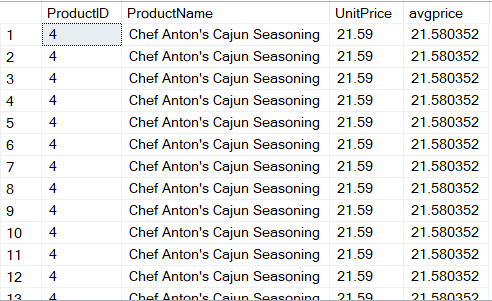 ProductID ProductName UnitPrice avgprice
1 4 Chef Anton's Cajun Seasoning 21.59 21.580352
2 4 Chef Anton's Cajun Seasoning 21.59 21.580352
3 4 Chef Anton's Cajun Seasoning 21.59 21.580352
4 4 Chef Anton's Cajun Seasoning 21.59 21.580352
5 4 Chef Anton's Cajun Seasoning 21.59 21.580352
6 4 Chef Anton's Cajun Seasoning 21.59 21.580352
7 4 Chef Anton's Cajun Seasoning 21.59 21.580352
8 4 Chef Anton's Cajun Seasoning 21.59 21.580352
9 4 Chef Anton's Cajun Seasoning 21.59 21.580352
10 4 Chef Anton's Cajun Seasoning 21.59 21.580352
11 4 Chef Anton's Cajun Seasoning 21.59 21.580352
12 4 Chef Anton's Cajun Seasoning 21.59 21.580352
13 4 Chef Anton's Cajun Seasoning 21.59 21.580352